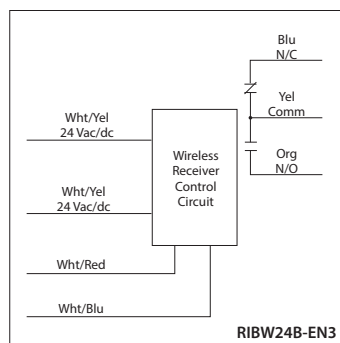 Blu
N/C
Wht/Yel
24 Vac/dc
Yel
Comm
Wireless
Receiver
Control
Circuit
Org
N/O
Wht/Yel
24 Vac/dc
Wht/Red
Wht/Blu
RIBW24B-EN3